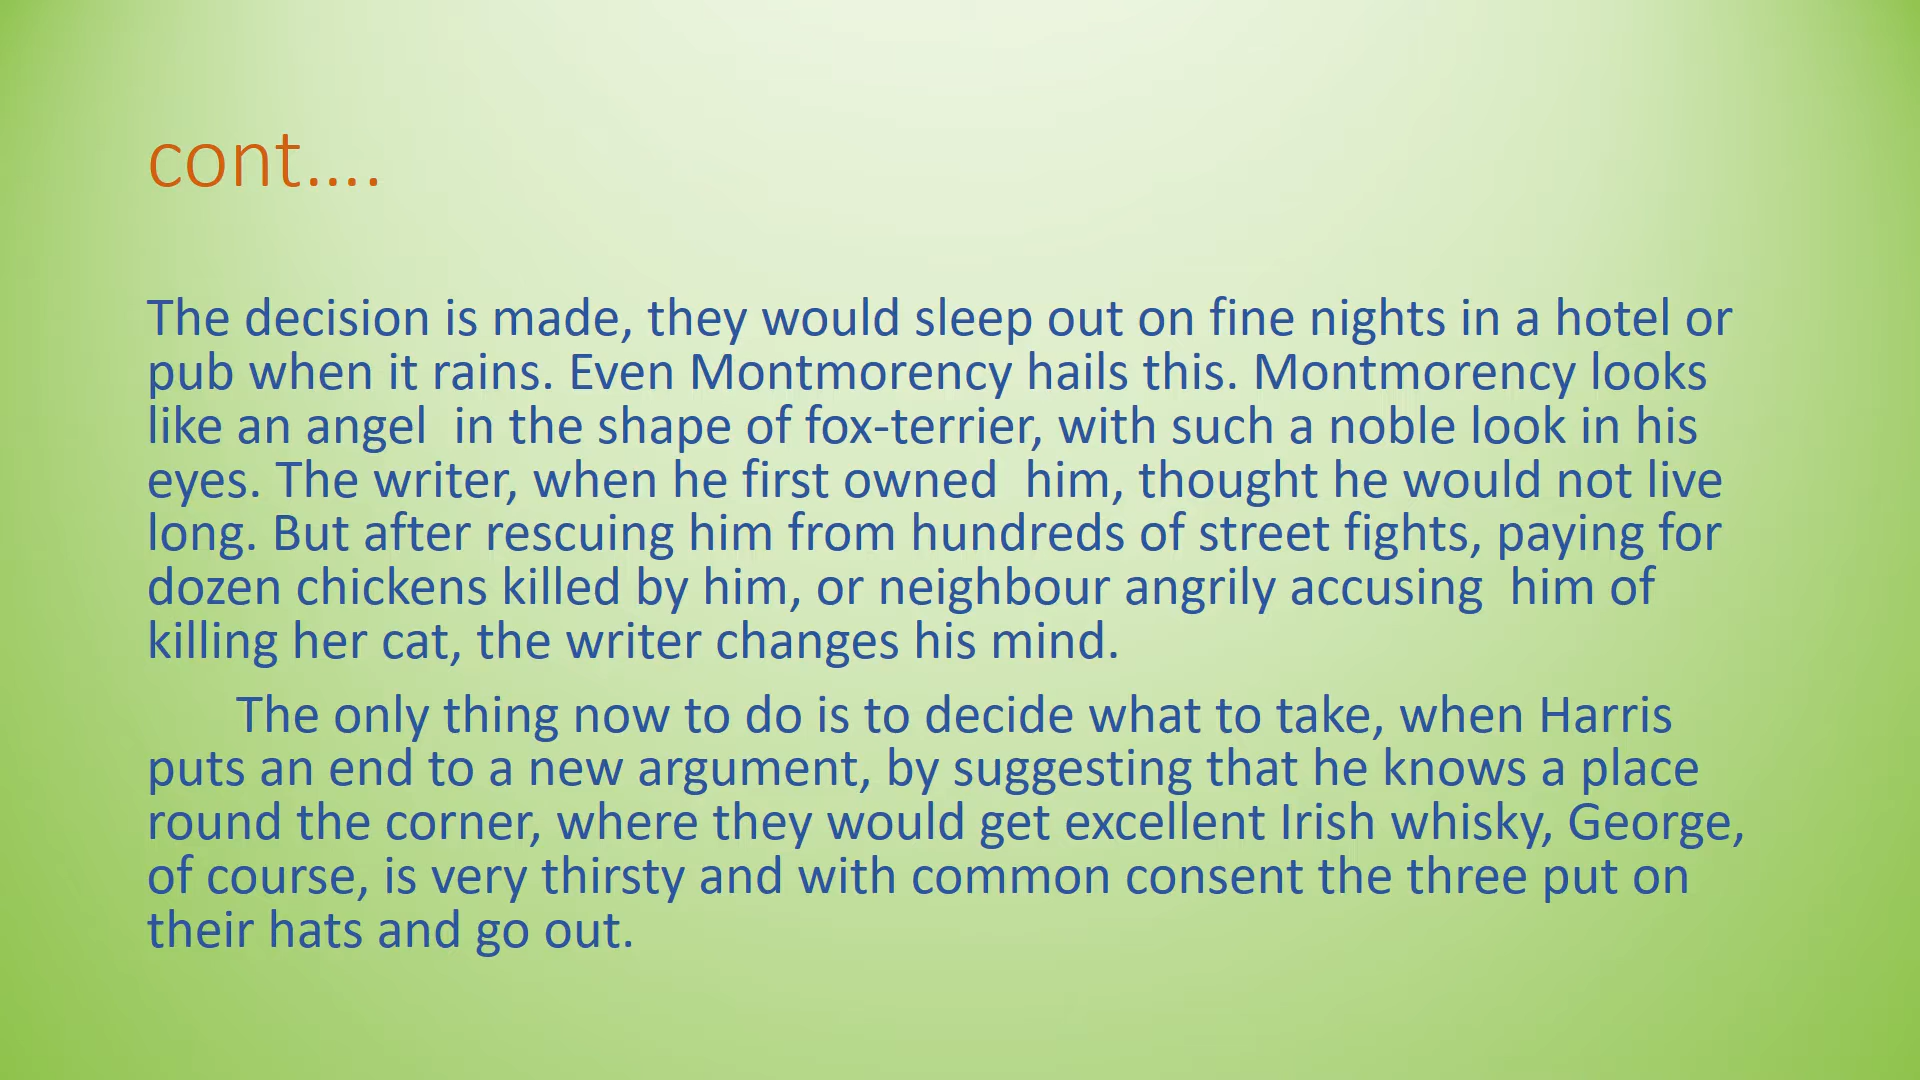 cont....
The decision is made, they would sleep out on fine nights in a hotel or
pub when it rains. Even Montmorency hails this. Montmorency looks
like an angel  in the shape of fox-terrier, with such a noble look in his
eyes. The writer, when he first owned  him, thought he would not live
long. But after rescuing him from hundreds of street fights, paying for
dozen chickens killed by him, or neighbour angrily accusing  him of
killing her cat, the writer changes his mind.
The only thing now to do is to decide what to take, when Harris
puts an end to a new argument, by suggesting that he knows a place
round the corner, where they would get excellent Irish whisky, George,
of course, is very thirsty and with common consent the three put on
their hats and go out.